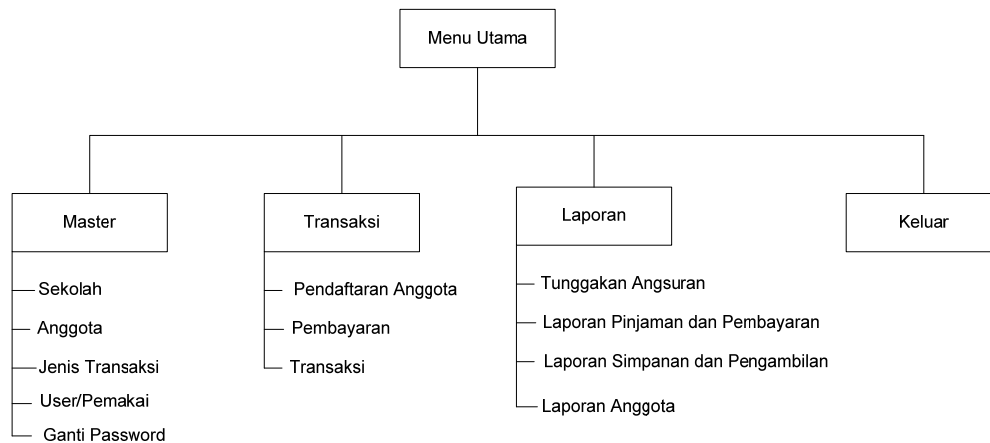 Menu Utama
Master
Sekolah
Anggota
Jenis Transaksi
User/Pemakai
Ganti Password
Transaksi
Pendaftaran Anggota
Pembayaran
Transaksi
Laporan
Tunggakan Angsuran
Laporan Pinjaman dan Pembayaran
Laporan Simpanan dan Pengambilan
Laporan Anggota
Keluar